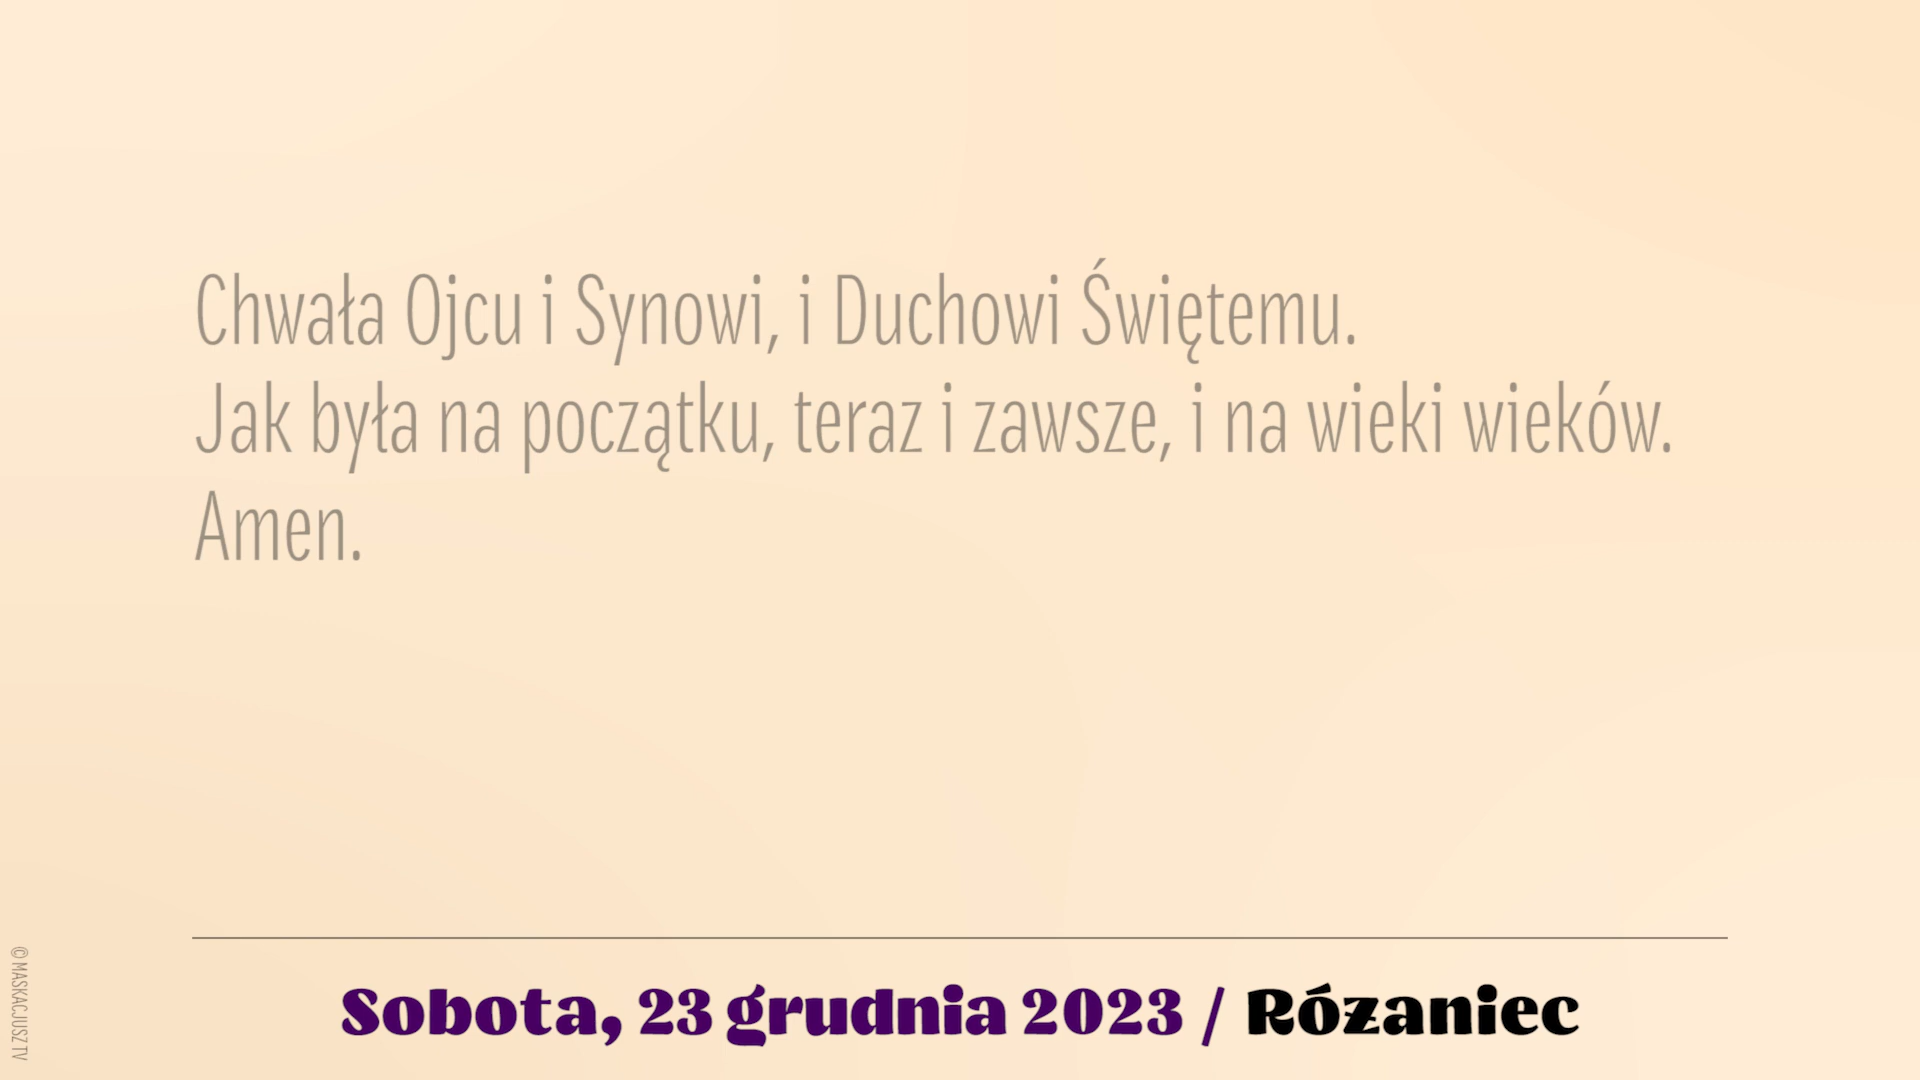 Chwała Ojcu i Synowi, i Duchowi Świętemu.
Jak była na początku, teraz i zawsze, i na wieki wieków.
Amen.
Sobota, 23 grudnia 2023 / Różaniec
© MASKACJUSZ TV